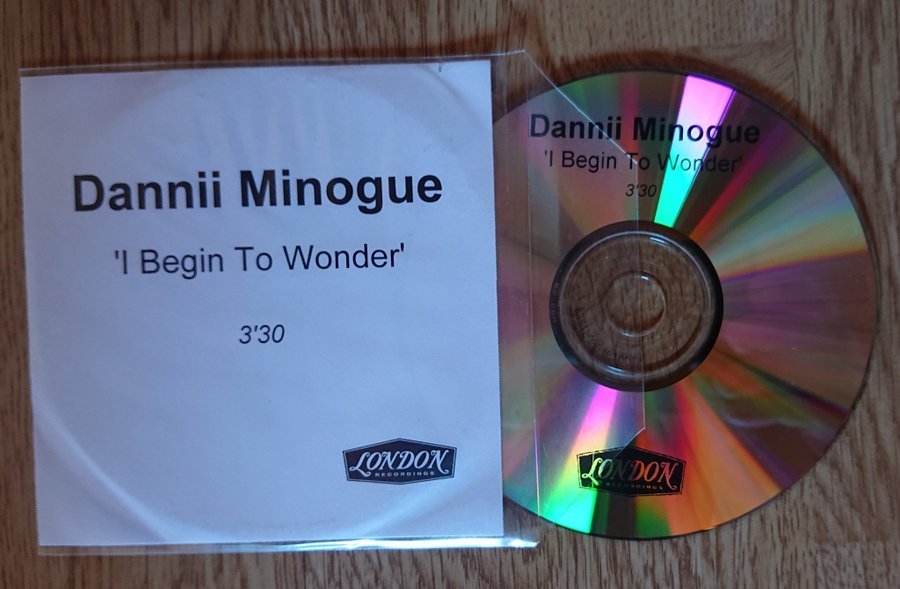 Dannii Minogue
'I Begin To Wonder'
3'30
LONDON
RECORDINGS
Dannii Minogue
'I Begin To Wonder'
3'30
LONDON
RECORDINGS